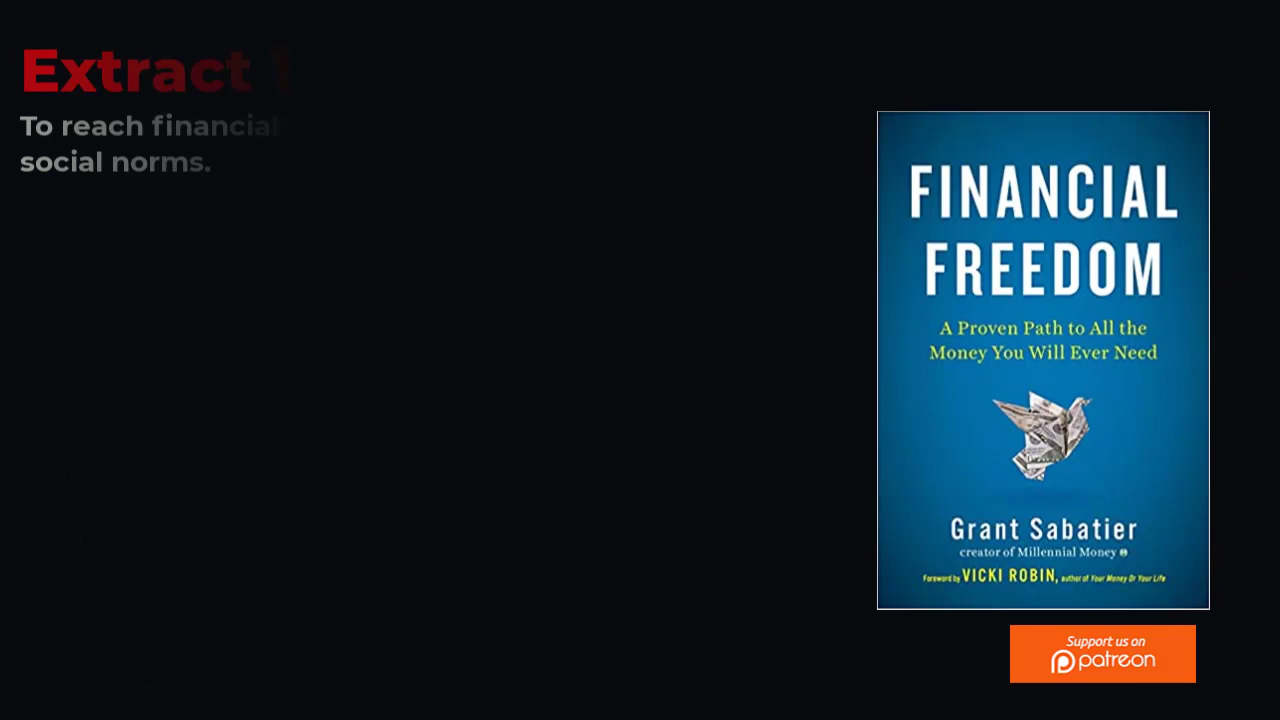 Extract 1
To reach financial
social norms.
FINANCIAL
FREEDOM
A Proven Path to All the
Money You Will Ever Need
Grant Sabatier
creator of Millennial Money
Foreword by VICKI ROBIN, author of Your Money Or Your Life
Support us on
patreon